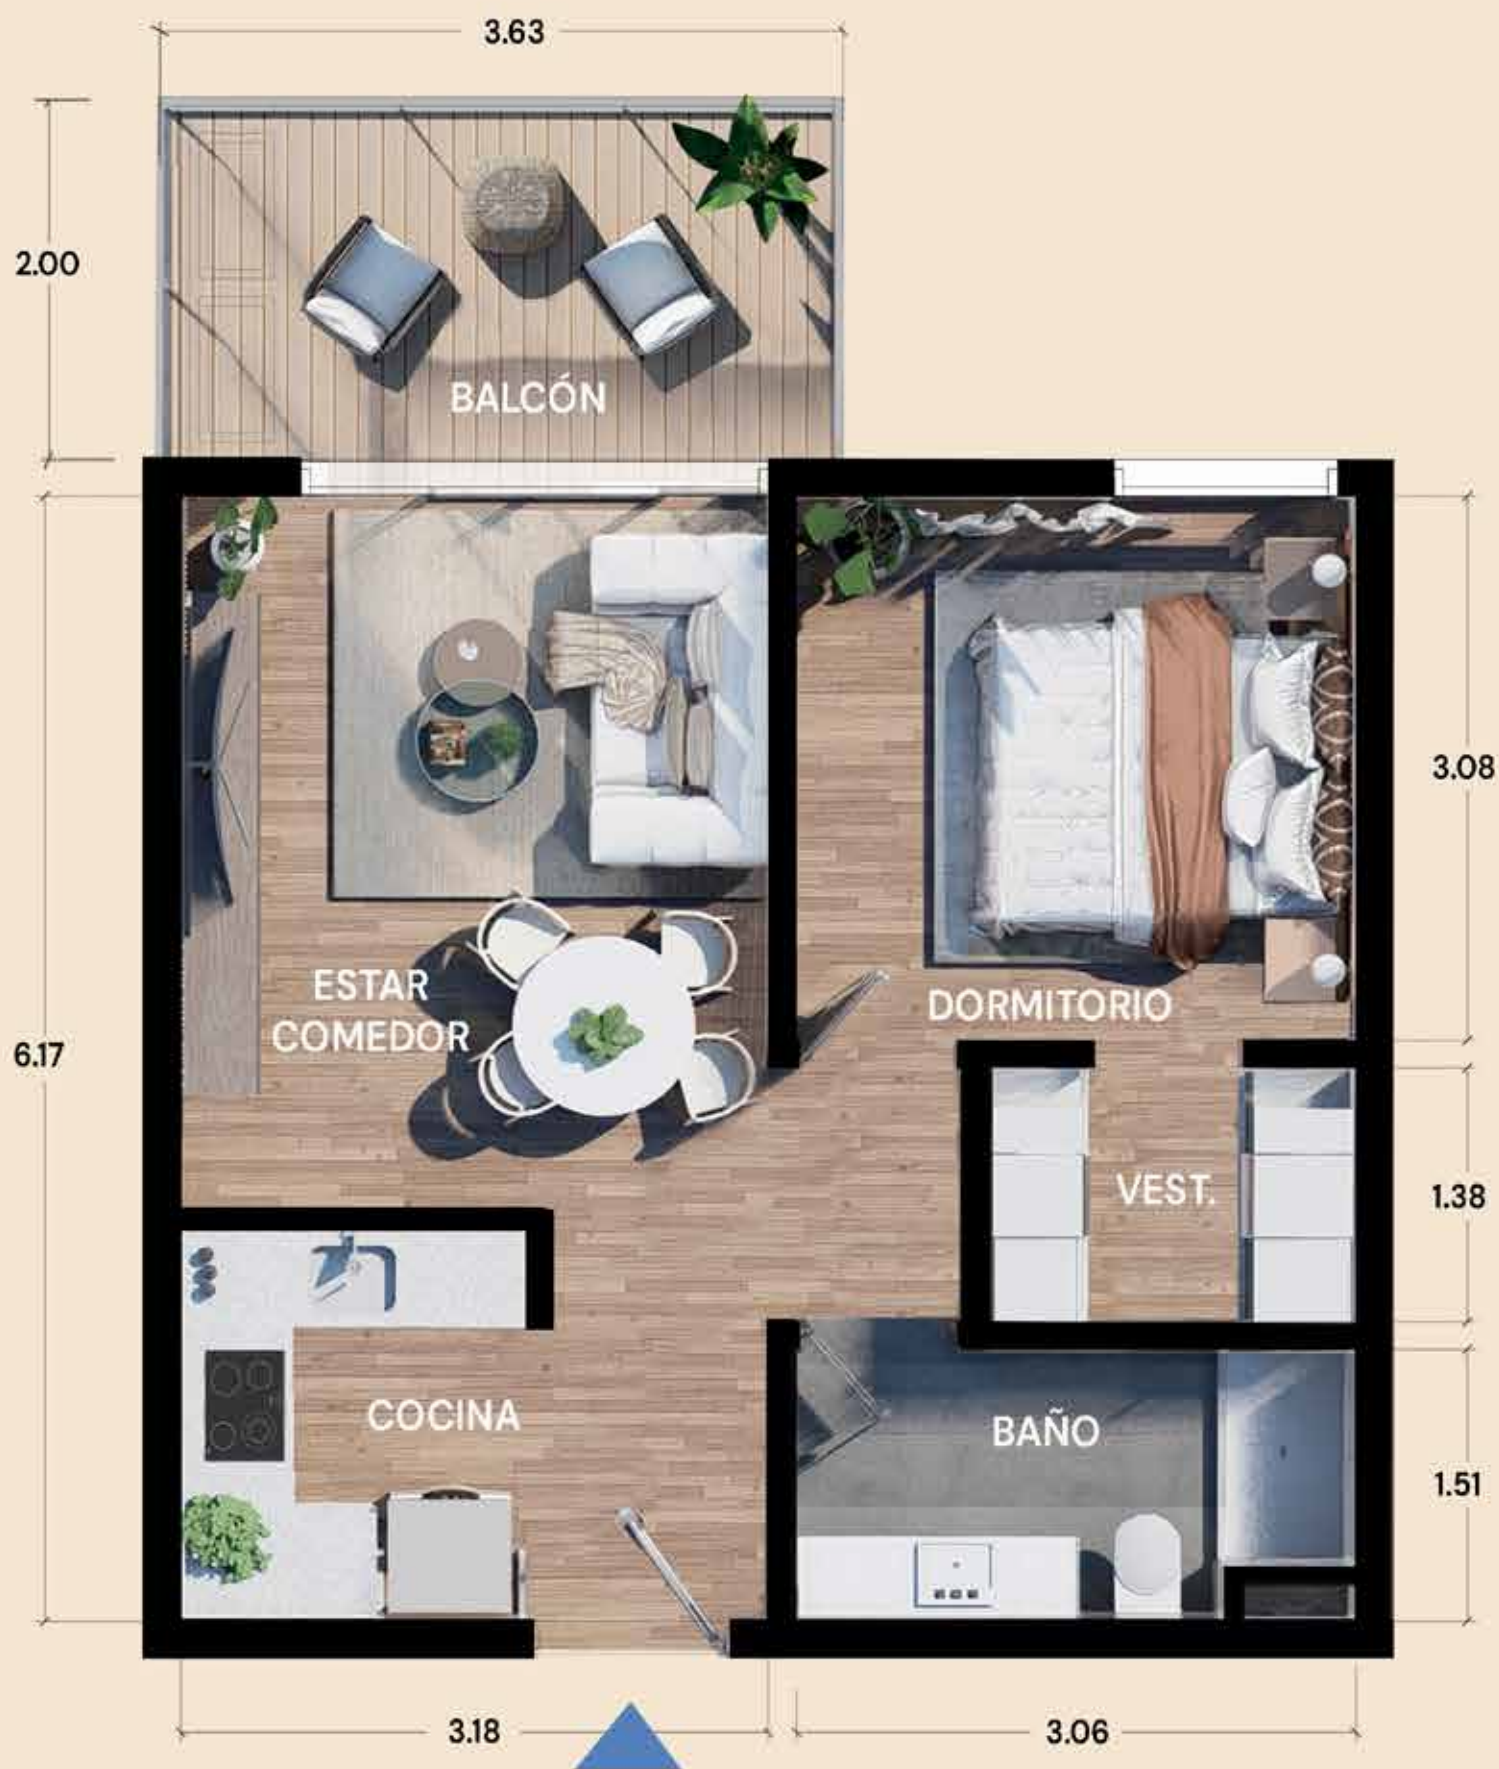 3.63
2.00
BALCÓN
ESTAR
COMEDOR
DORMITORIO
3.08
6.17
VEST.
1.38
COCINA
BAÑO
1.51
3.18
3.06